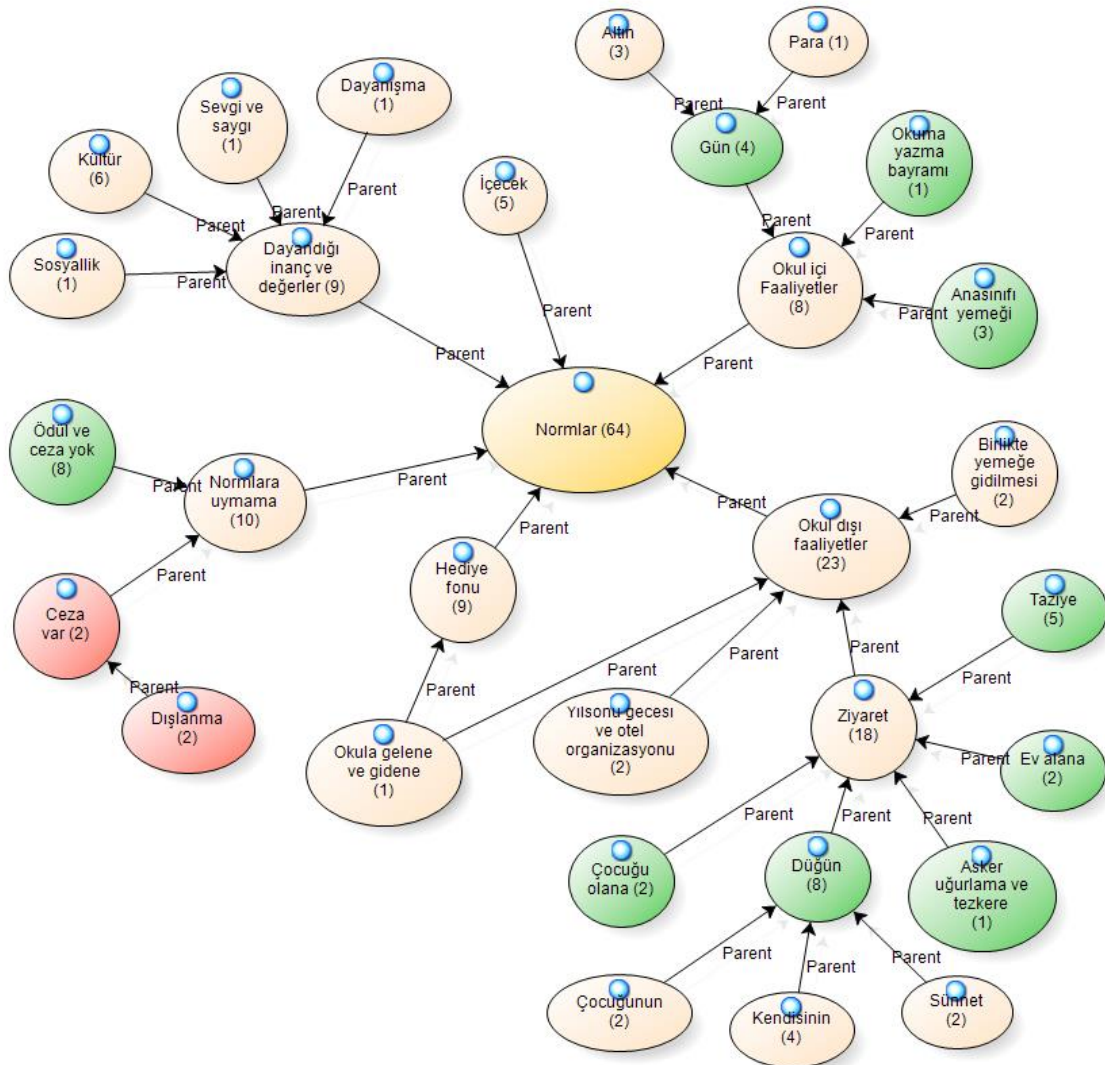 Altın
(3)
Para (1)
Parent
Parent
Dayanışma
(1)
Sevgi ve
saygı
(1)
Kültür
(6)
Sosyallik
(1)
Parent
Parent
Parent
Parent
Dayandığı
inanç ve
değerler (9)
Parent
İçecek
(5)
Parent
Gün (4)
Okuma
yazma
bayramı
(1)
Parent
Parent
Okul içi
Faaliyetler
(8)
Anasınıfı
yemeği
(3)
Parent
Parent
Normlar (64)
Ödül ve
ceza yok
(8)
Parent
Normlara
uymama
(10)
Parent
Parent
Ceza
var (2)
Parent
Dışlanma
(2)
Hediye
fonu
(9)
Parent
Parent
Okula gelene
ve gidene
(1)
Parent
Birlikte
yemeğe
gidilmesi
(2)
Parent
Okul dışı
faaliyetler
(23)
Parent
Parent
Yılsonu gecesi
ve otel
organizasyonu
(2)
Parent
Taziye
(5)
Parent
Ziyaret
(18)
Parent
Ev alana
(2)
Parent
Çocuğu
olana (2)
Parent
Düğün
(8)
Parent
Asker
uğurlama ve
tezkere
(1)
Parent
Parent
Parent
Çocuğunun
(2)
Kendisinin
(4)
Sünnet
(2)